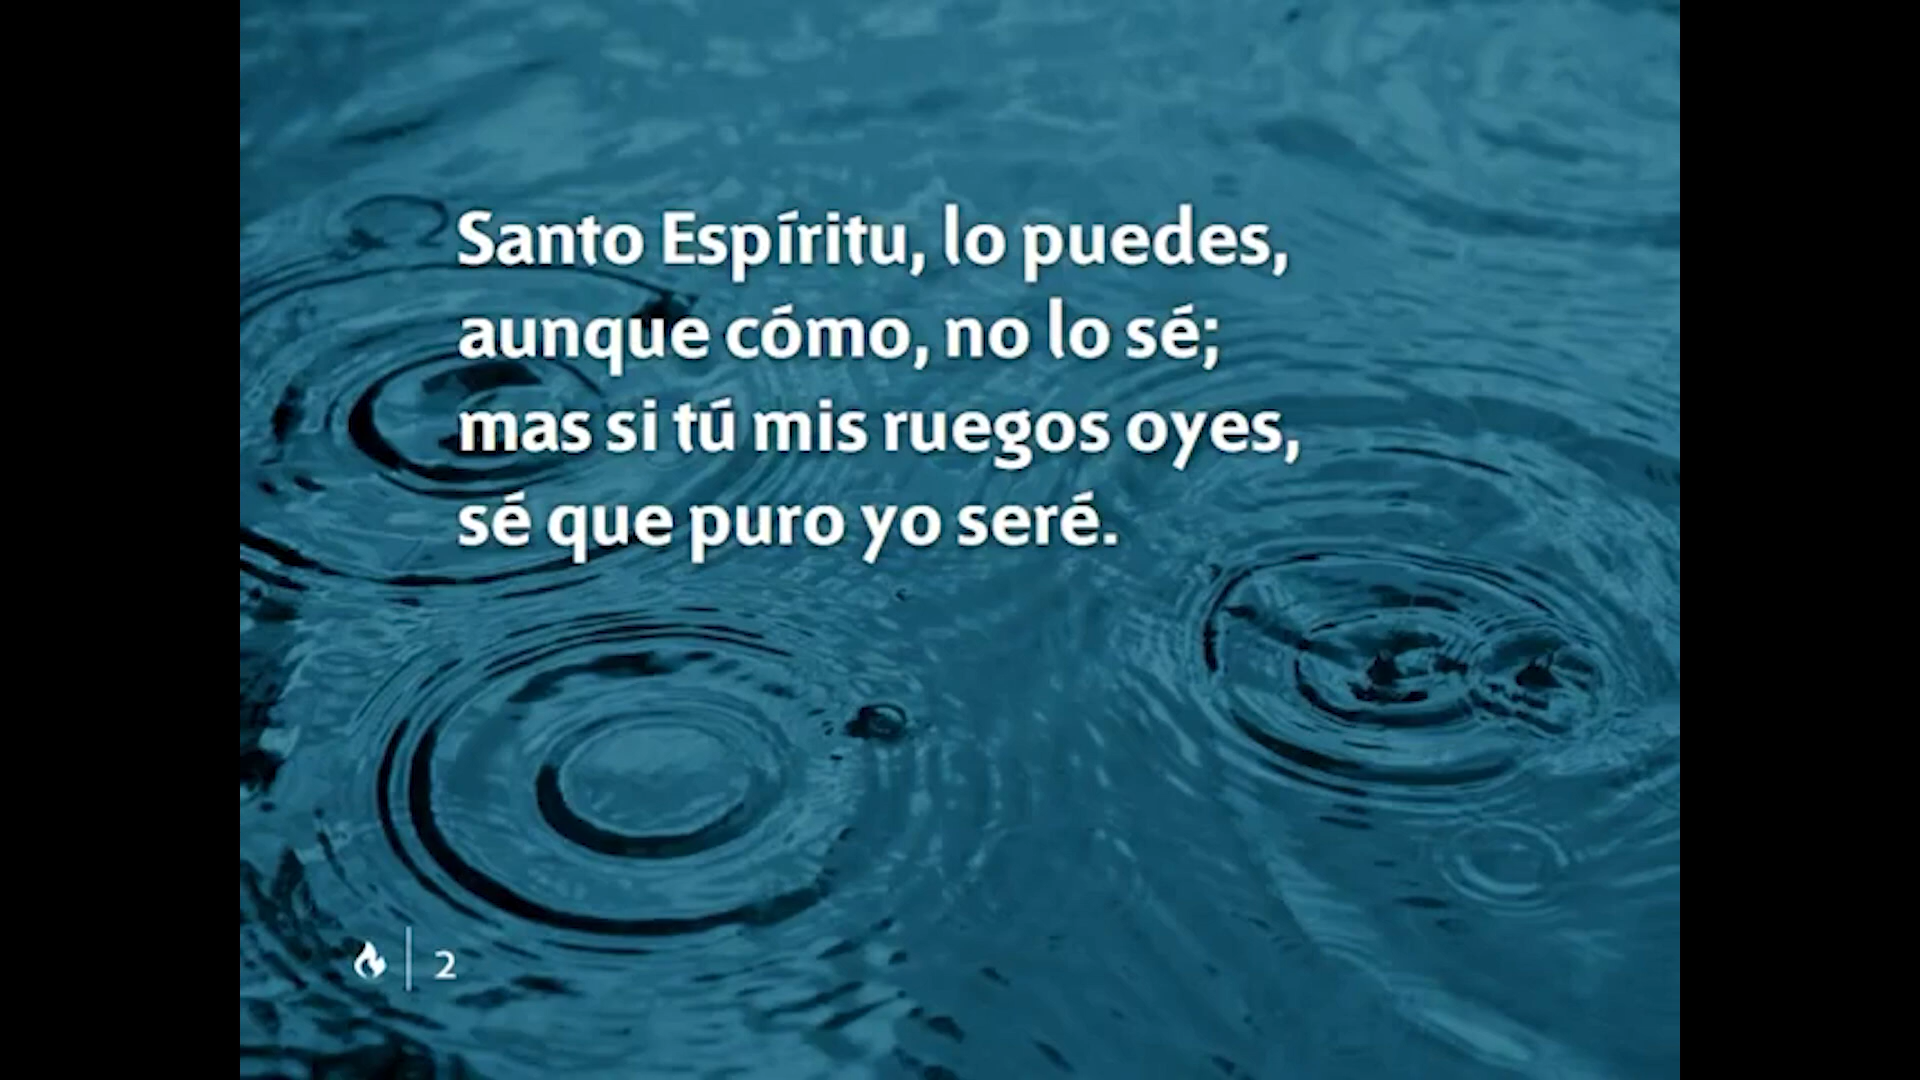 Santo Espíritu, lo puedes,
aunque cómo, no lo sé;
mas si tú mis ruegos oyes,
sé que puro yo seré.
2